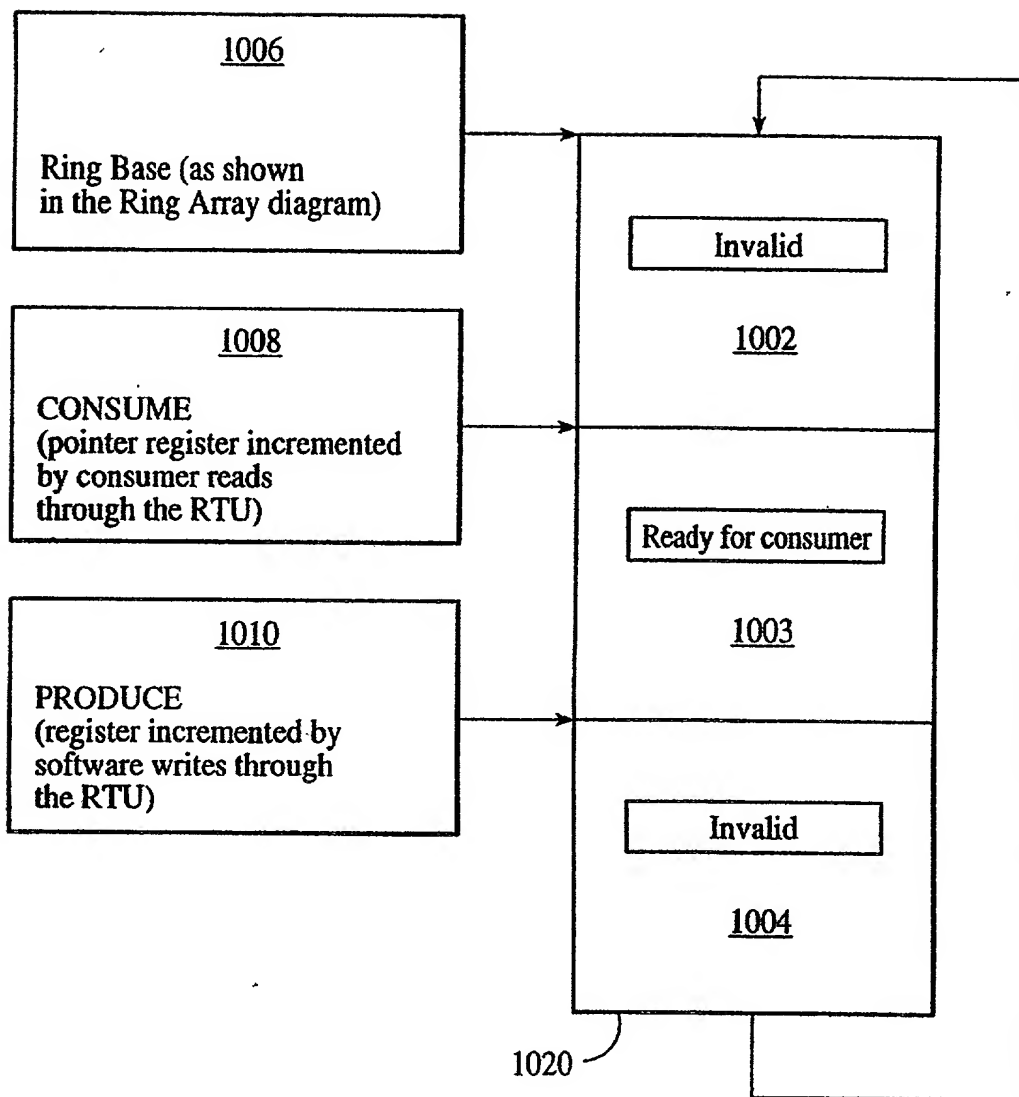 1006
Ring Base (as shown
in the Ring Array diagram)
1008
CONSUME
(pointer register incremented
by consumer reads
through the RTU)
1010
PRODUCE
(register incremented by
software writes through
the RTU)
Invalid
1002
Ready for consumer
1003
Invalid
1004
1020